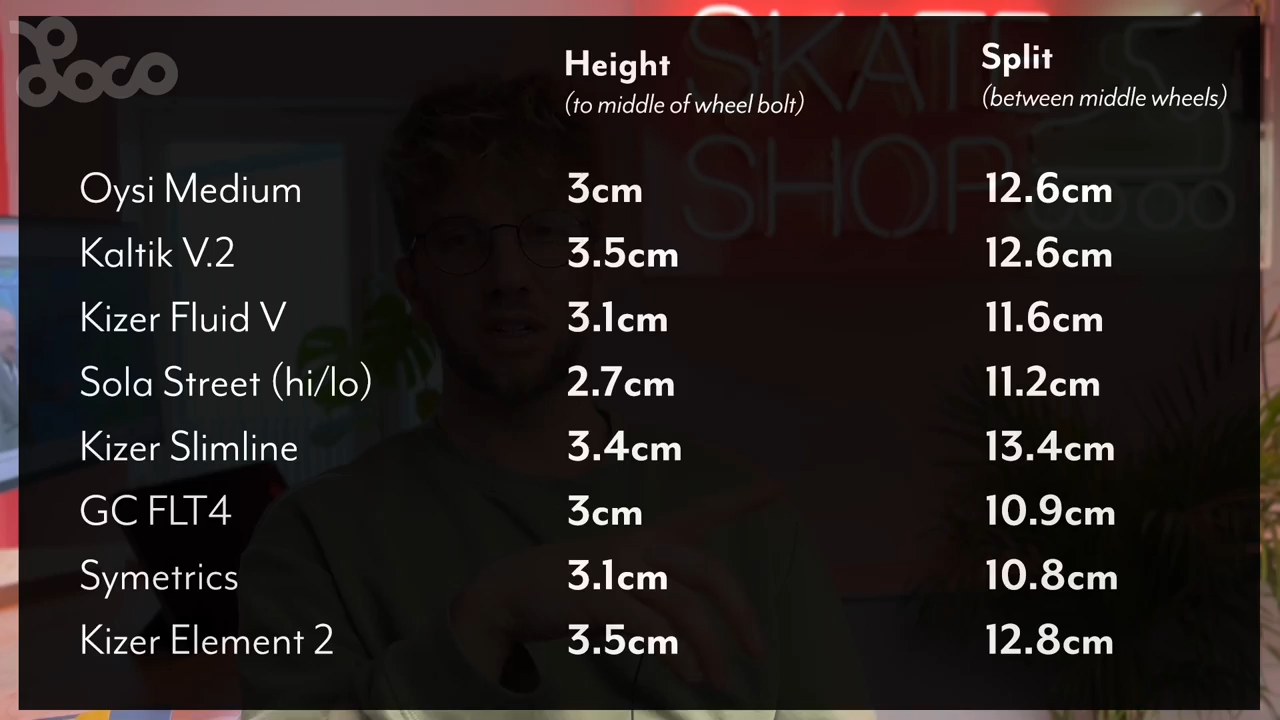 Loco
Height
(to middle of wheel bolt)
Split
(between middle wheels)
SKATE
SHOP
Oysi Medium 3cm 12.6cm
Kaltik V.2 3.5cm 12.6cm
Kizer Fluid V 3.1cm 11.6cm
Sola Street (hi/lo) 2.7cm 11.2cm
Kizer Slimline 3.4cm 13.4cm
GC FLT4 3cm 10.9cm
Symetrics 3.1cm 10.8cm
Kizer Element 2 3.5cm 12.8cm